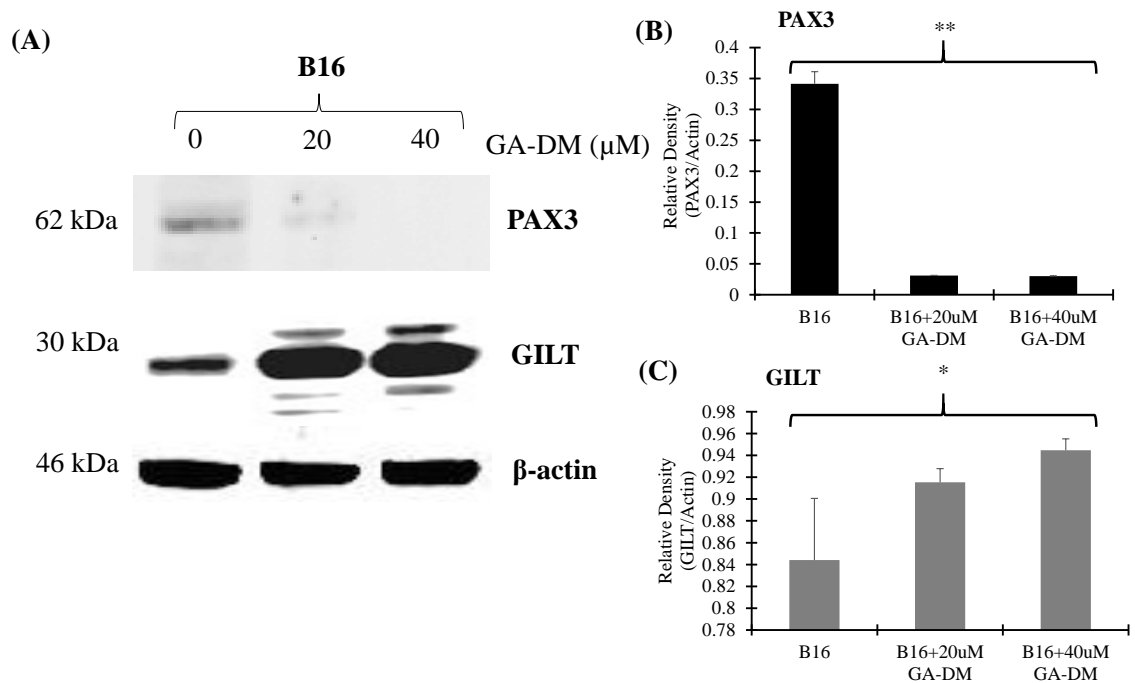 (A)
B16
0 20 40 GA-DM (µM)
62 kDa PAX3
30 kDa GILT
46 kDa β-actin
(B) PAX3
**
0.4
0.35
0.3
0.25
0.2
0.15
0.1
0.05
0
Relative Density
(PAX3/Actin)
B16 B16+20uM B16+40uM
GA-DM GA-DM
(C) GILT
*
0.98
0.96
0.94
0.92
0.9
0.88
0.86
0.84
0.82
0.8
0.78
Relative Density
(GILT/Actin)
B16 B16+20uM B16+40uM
GA-DM GA-DM